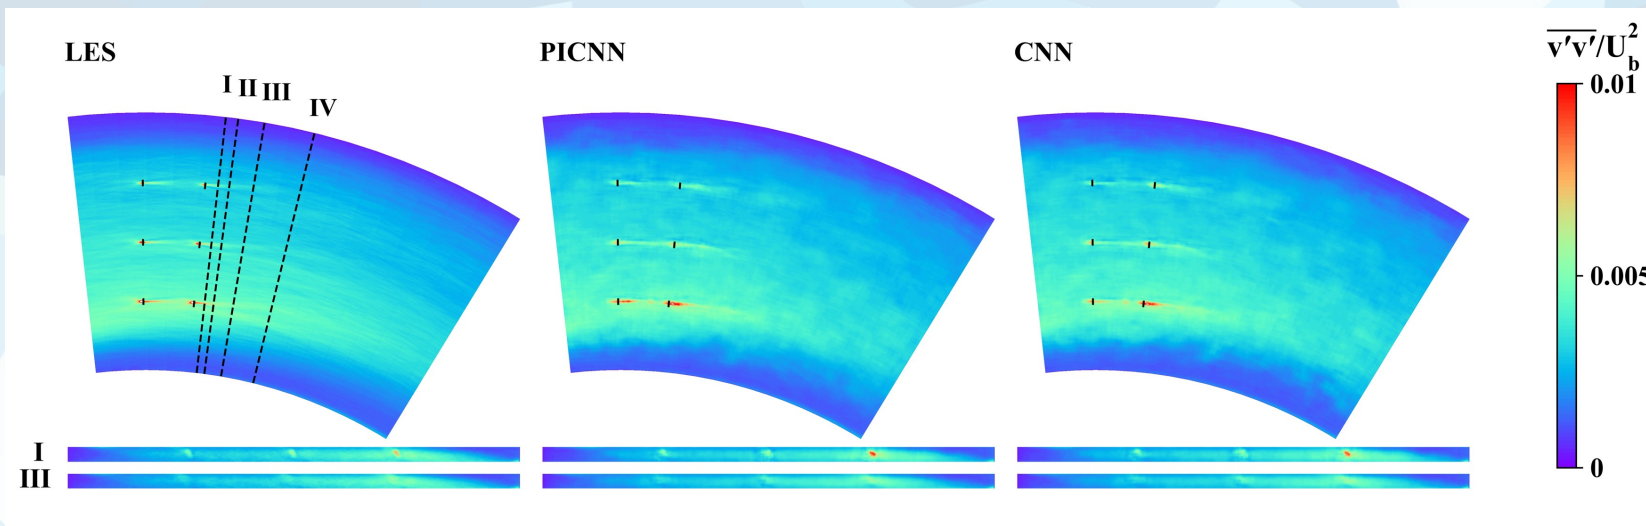 LES
PICNN
CNN
v′v′/U_b^2
I II III
IV
0.01
0.005
0
I
III